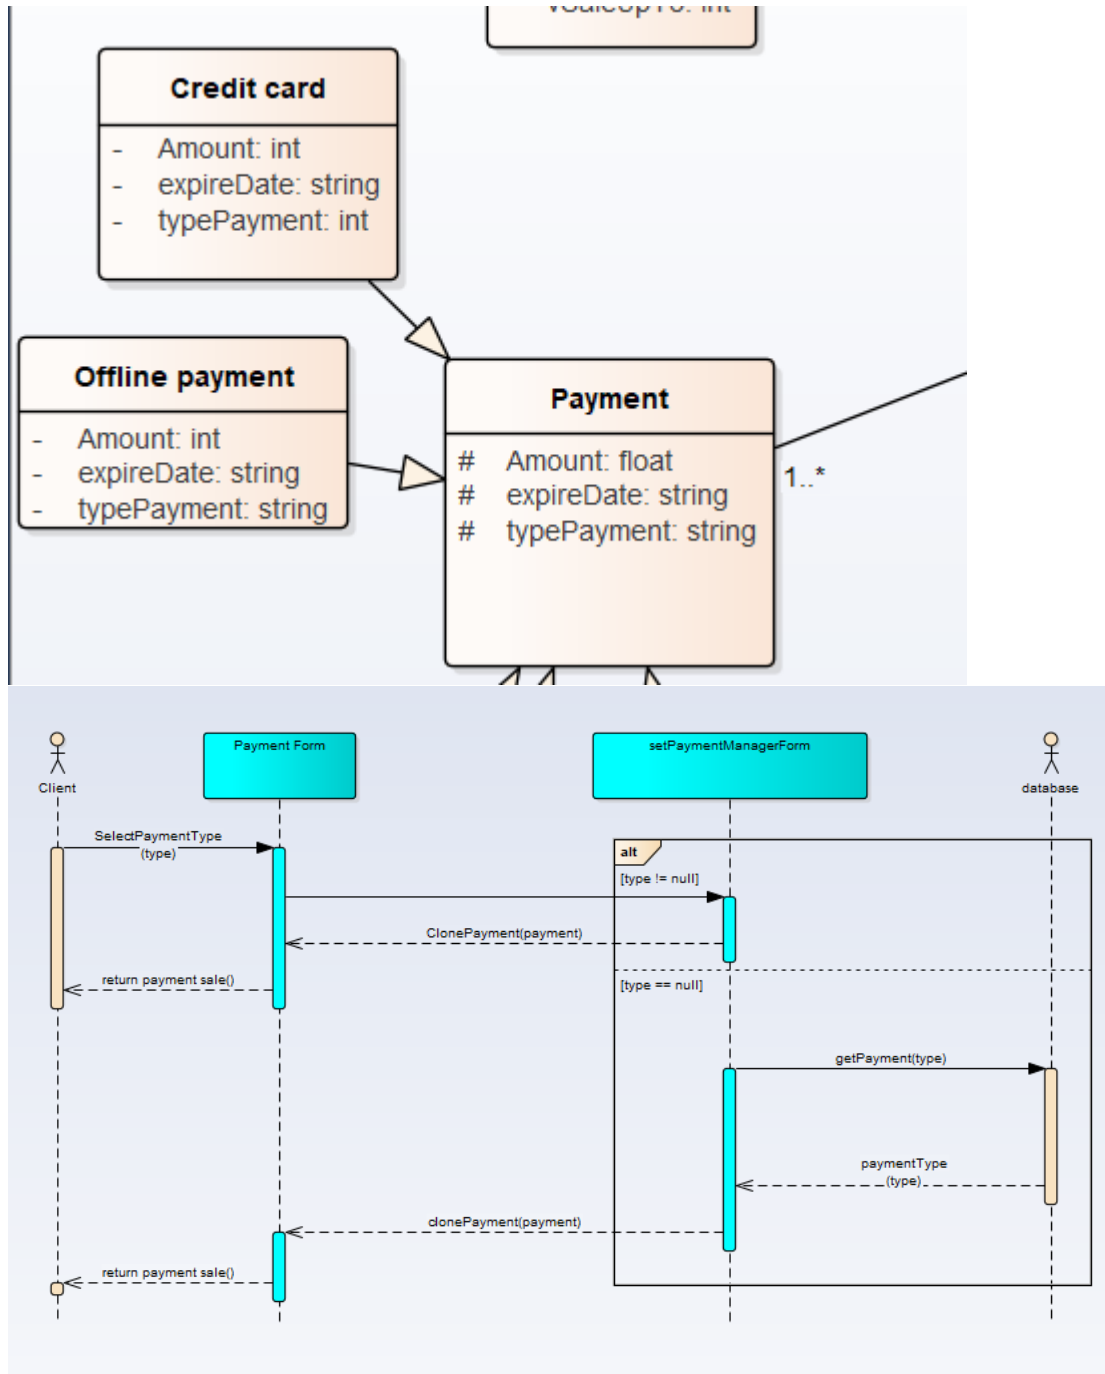 Credit card
- Amount: int
- expireDate: string
- typePayment: int
Offline payment
- Amount: int
- expireDate: string
- typePayment: string
Payment
# Amount: float
# expireDate: string
# typePayment: string
1..*
Client
Payment Form
setPaymentManagerForm
database
SelectPaymentType
(type)
alt
[type != null]
ClonePayment(payment)
return payment sale()
[type == null]
getPayment(type)
paymentType
(type)
clonePayment(payment)
return payment sale()